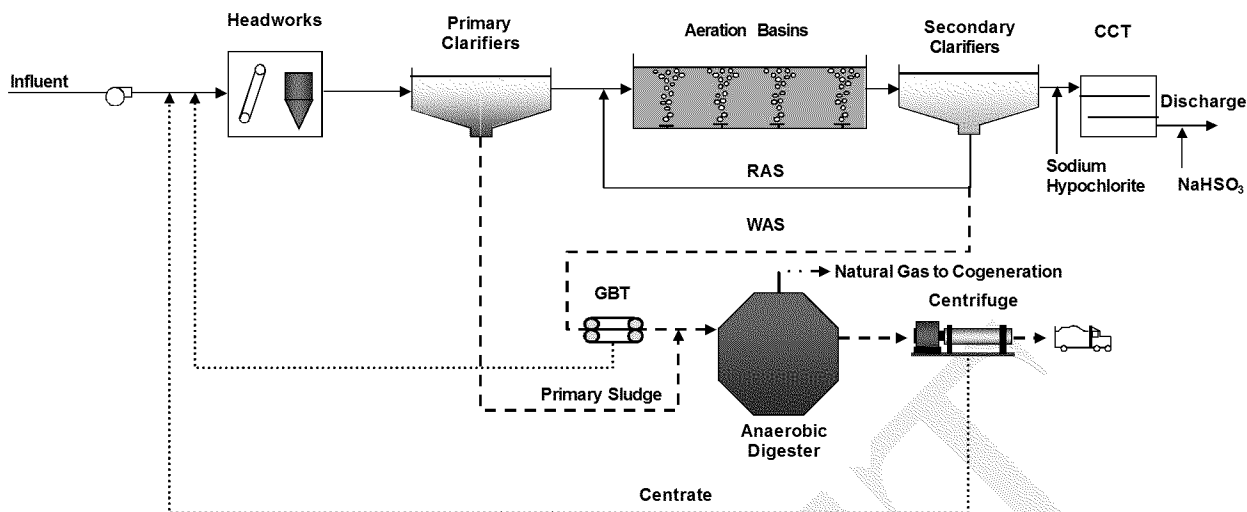 Headworks
Primary
Clarifiers
Aeration Basins
Secondary
Clarifiers
CCT
Influent
Discharge
RAS
Sodium
Hypochlorite
NaHSO₃
WAS
Natural Gas to Cogeneration
GBT
Centrifuge
Primary Sludge
Anaerobic
Digester
Centrate